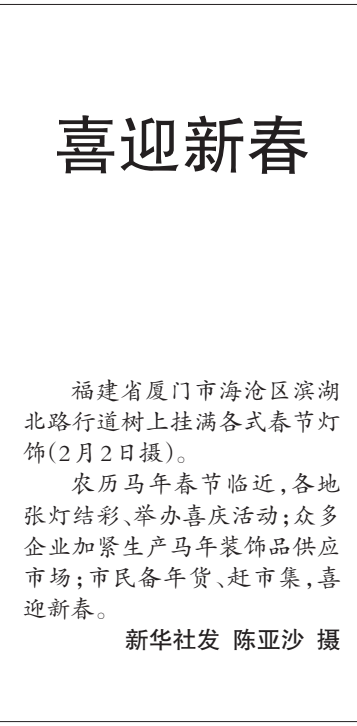 喜迎新春
福建省厦门市海沧区滨湖
北路行道树上挂满各式春节灯
饰(2月2日摄)。
农历马年春节临近,各地
张灯结彩、举办喜庆活动;众多
企业加紧生产马年装饰品供应
市场;市民备年货、赶市集,喜
迎新春。
新华社发 陈亚沙 摄